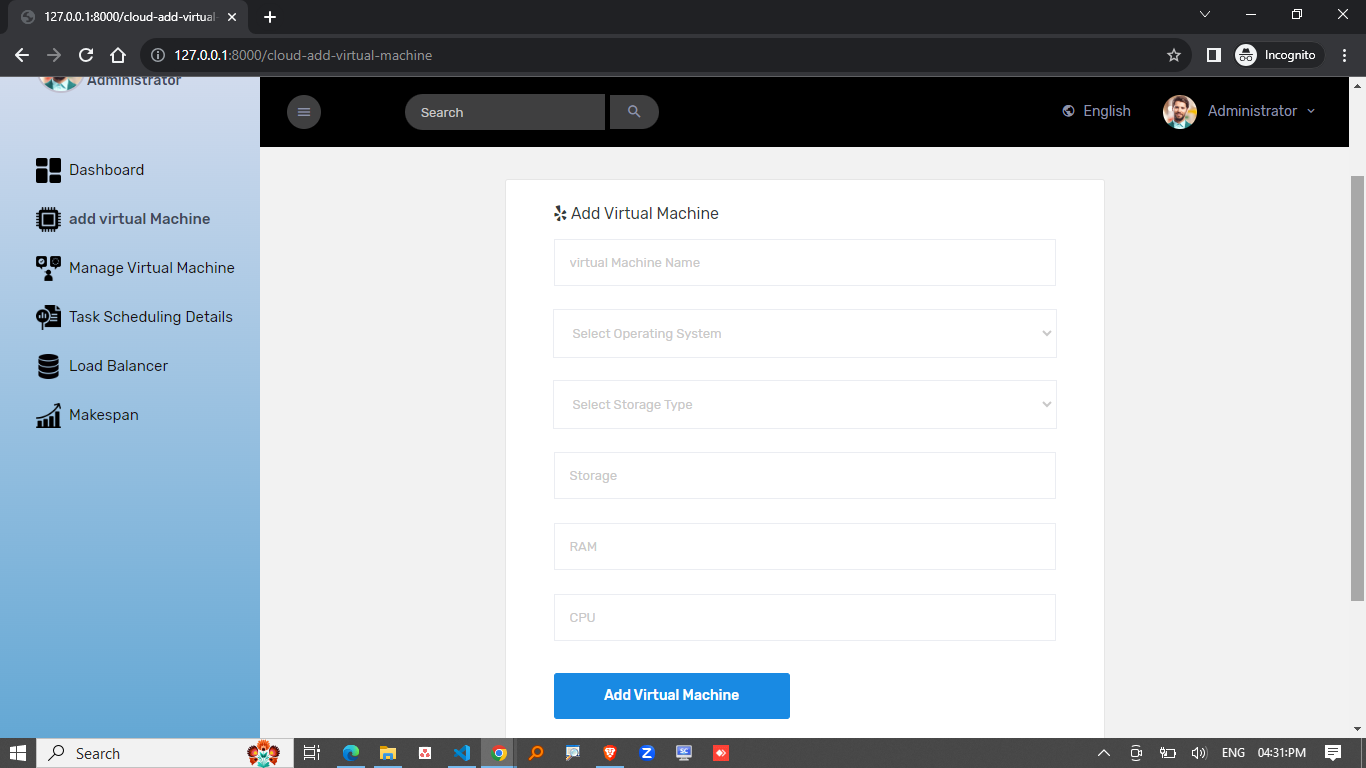 127.0.0.1:8000/cloud-add-virtual-
127.0.0.1:8000/cloud-add-virtual-machine
Incognito
Administrator
Search
English
Administrator
Dashboard
add virtual Machine
Manage Virtual Machine
Task Scheduling Details
Load Balancer
Makespan
Add Virtual Machine
virtual Machine Name
Select Operating System
Select Storage Type
Storage
RAM
CPU
Add Virtual Machine
Search
ENG
04:31:PM